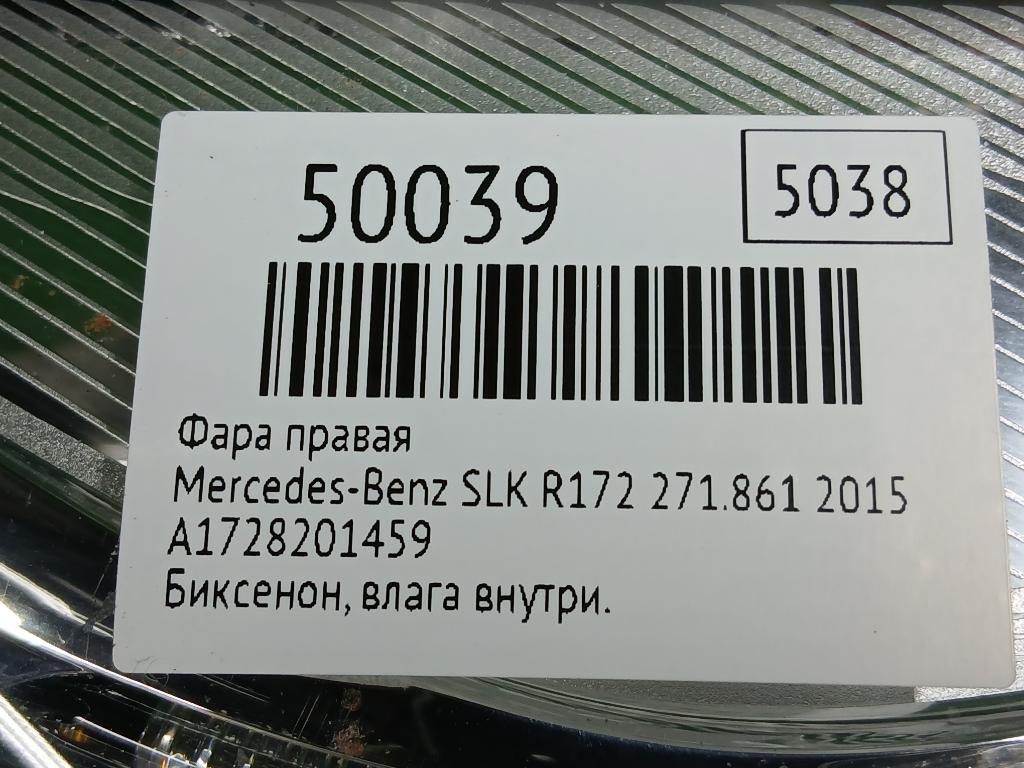 50039
5038
Фара правая
Mercedes-Benz SLK R172 271.861 2015
A1728201459
Биксенон, влага внутри.